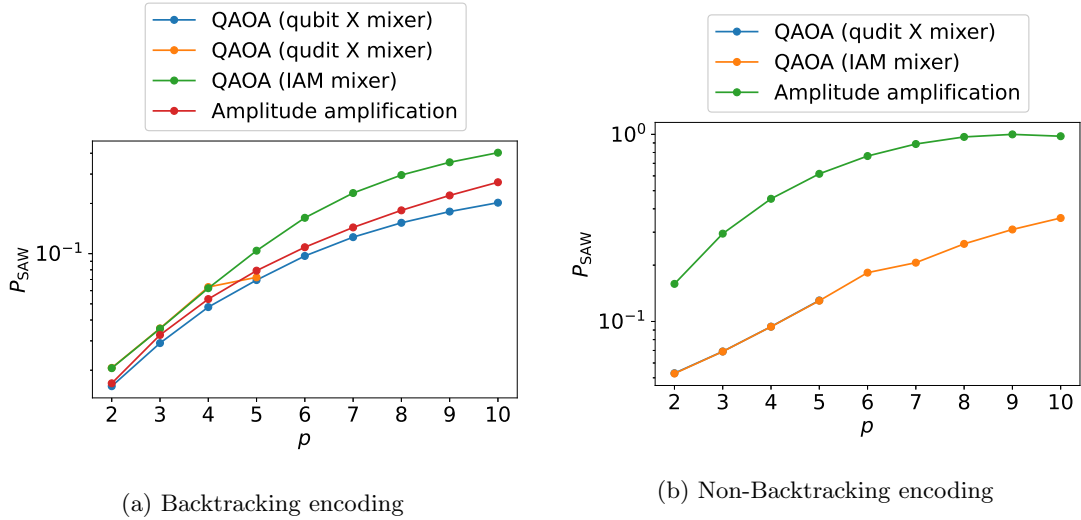 QAOA (qubit X mixer)
QAOA (qudit X mixer)
QAOA (IAM mixer)
Amplitude amplification
10⁻¹
P_SAW
2 3 4 5 6 7 8 9 10
p
(a) Backtracking encoding
QAOA (qudit X mixer)
QAOA (IAM mixer)
Amplitude amplification
10⁰
10⁻¹
P_SAW
2 3 4 5 6 7 8 9 10
p
(b) Non-Backtracking encoding